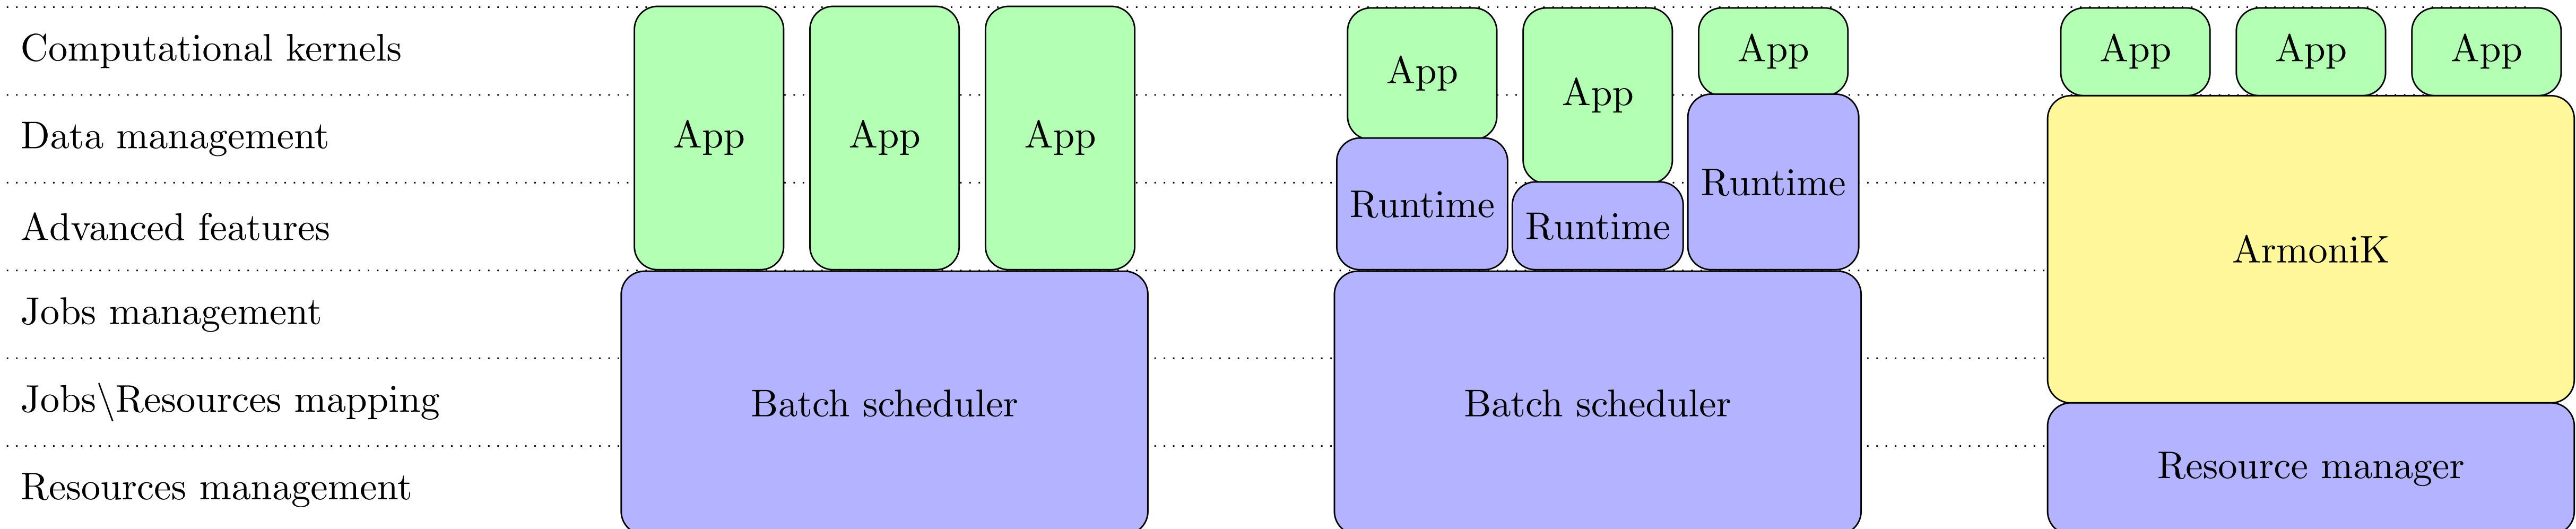 Computational kernels
Data management
Advanced features
Jobs management
Jobs\Resources mapping
Resources management
App
App
App
Batch scheduler
App
App
App
Runtime
Runtime
Runtime
Batch scheduler
App
App
App
ArmoniK
Resource manager